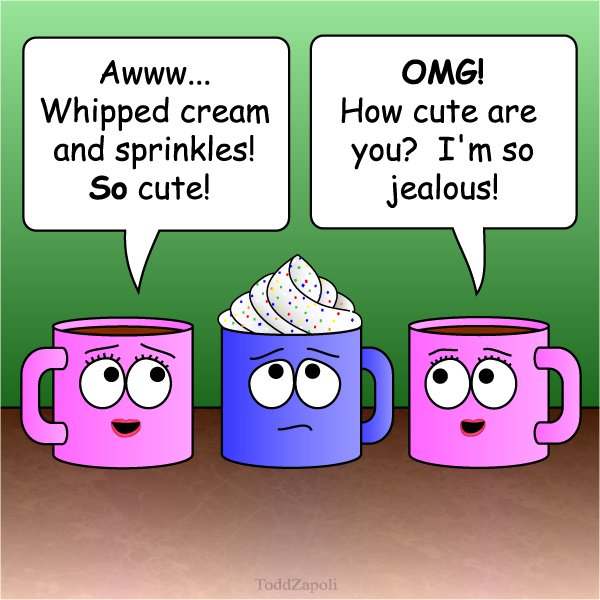 Awww...
Whipped cream
and sprinkles!
So cute!
OMG!
How cute are
you? I'm so
jealous!
ToddZapoli